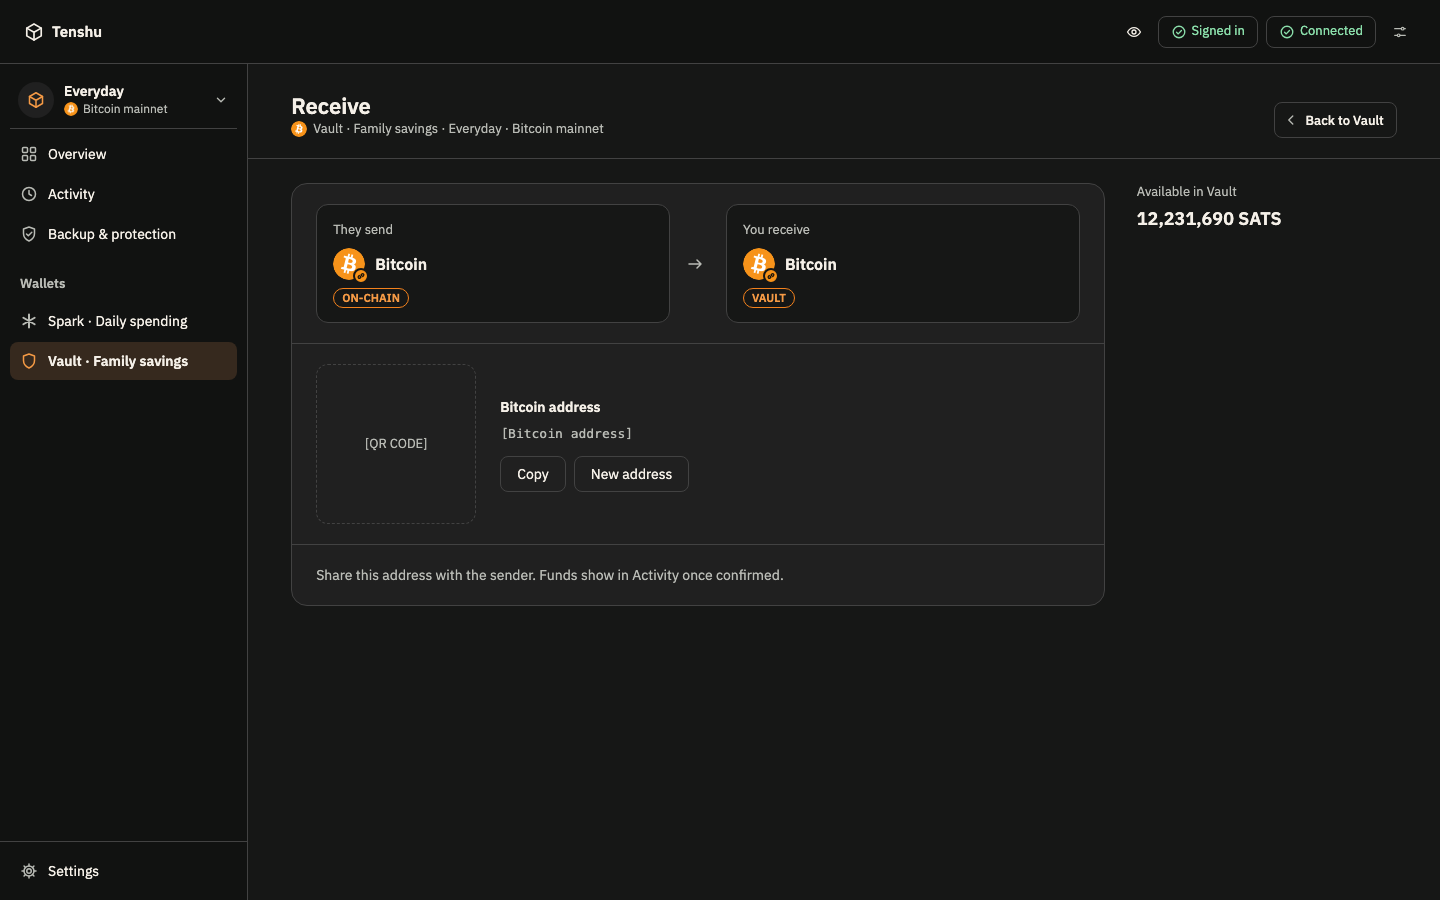 Tenshu
Signed in
Connected
Everyday
Bitcoin mainnet
Overview
Activity
Backup & protection
Wallets
Spark · Daily spending
Vault · Family savings
Settings
Receive
Vault · Family savings · Everyday · Bitcoin mainnet
Back to Vault
They send
Bitcoin
ON-CHAIN
You receive
Bitcoin
VAULT
[QR CODE]
Bitcoin address
[Bitcoin address]
Copy
New address
Share this address with the sender. Funds show in Activity once confirmed.
Available in Vault
12,231,690 SATS